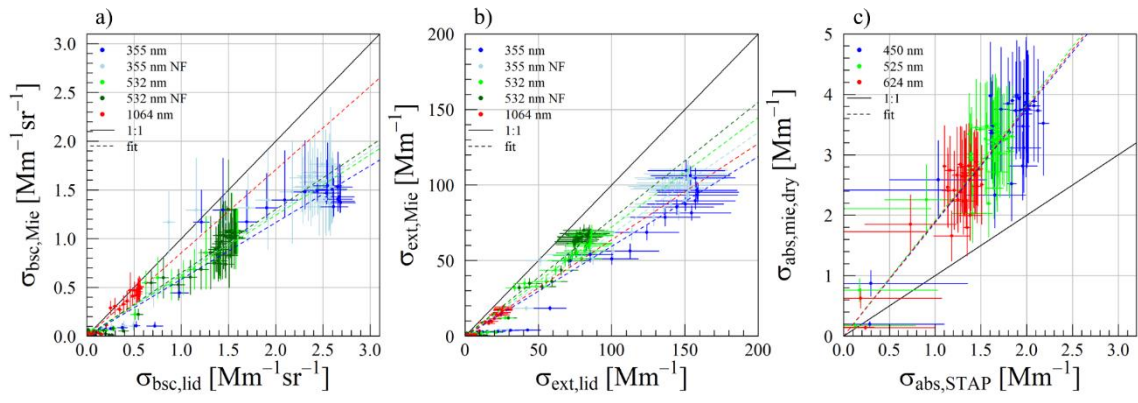 a)
σbsc,Mie [Mm⁻¹sr⁻¹]
3.0
2.5
2.0
1.5
1.0
0.5
0.0
355 nm
355 nm NF
532 nm
532 nm NF
1064 nm
1:1
fit
0.0 0.5 1.0 1.5 2.0 2.5 3.0
σbsc,lid [Mm⁻¹sr⁻¹]
b)
σext,Mie [Mm⁻¹]
200
150
100
50
0
355 nm
355 nm NF
532 nm
532 nm NF
1064 nm
1:1
fit
0 50 100 150 200
σext,lid [Mm⁻¹]
c)
σabs,mie,dry [Mm⁻¹]
5
4
3
2
1
0
450 nm
525 nm
624 nm
1:1
fit
0.0 1.0 2.0 3.0
σabs,STAP [Mm⁻¹]